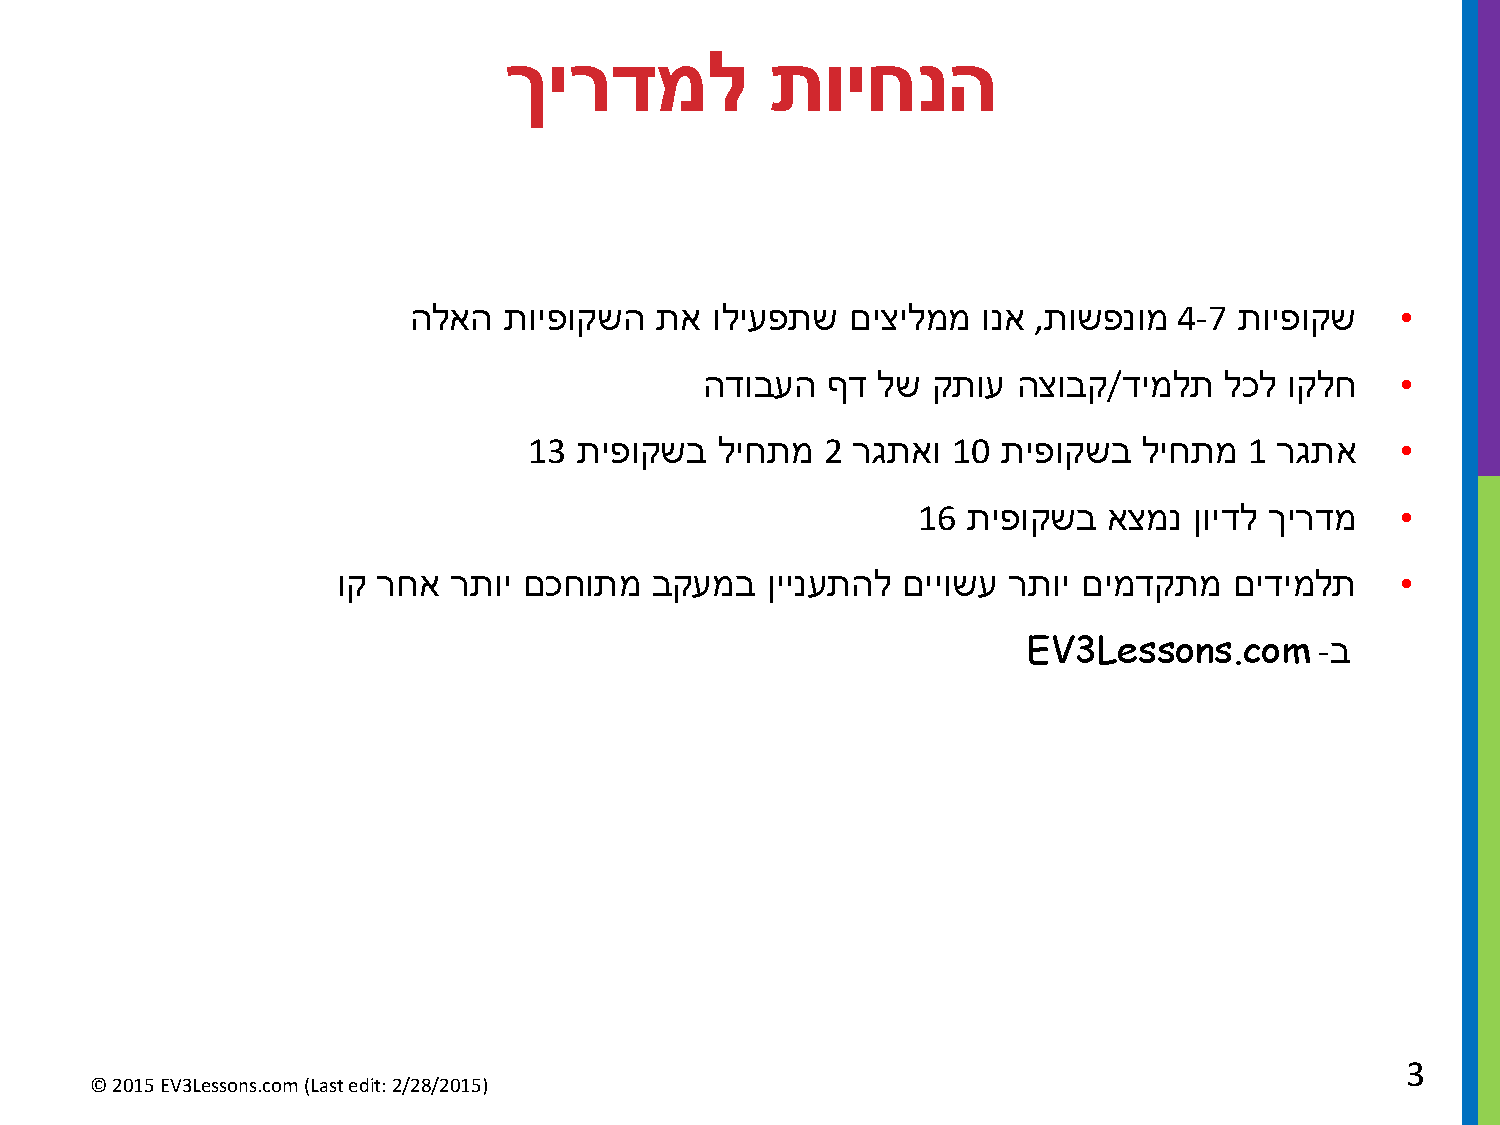 הנחיות למדריך
• שקופיות 4-7 מונפשות, אנו ממליצים שתפעילו את השקופיות האלה
• חלקו לכל תלמיד/קבוצה עותק של דף העבודה
• אתגר 1 מתחיל בשקופית 10 ואתגר 2 מתחיל בשקופית 13
• מדריך לדיון נמצא בשקופית 16
• תלמידים מתקדמים יותר עשויים להתעניין במעקב מתוחכם יותר אחר קו
ב- EV3Lessons.com
© 2015 EV3Lessons.com (Last edit: 2/28/2015)
3